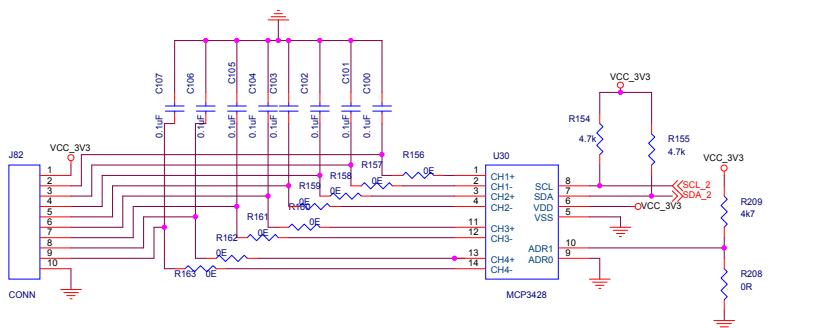 C107
C106
C105
C104
C103
C102
C101
C100
0.1uF
0.1uF
0.1uF
0.1uF
0.1uF
0.1uF
0.1uF
0.1uF
VCC_3V3
R154
4.7k
R155
4.7k
J82
VCC_3V3
1
2
3
4
5
6
7
8
9
10
CONN
R156
0E
R157
0E
R158
0E
R159
0E
R160
R161
0E
R162
0E
R163
0E
U30
1
2
3
4
11
12
13
14
CH1+
CH1-
CH2+
CH2-
CH3+
CH3-
CH4+
CH4-
SCL
SDA
VDD
VSS
ADR1
ADR0
8
7
6
5
10
9
MCP3428
SCL_2
SDA_2
VCC_3V3
VCC_3V3
R209
4k7
R208
0R